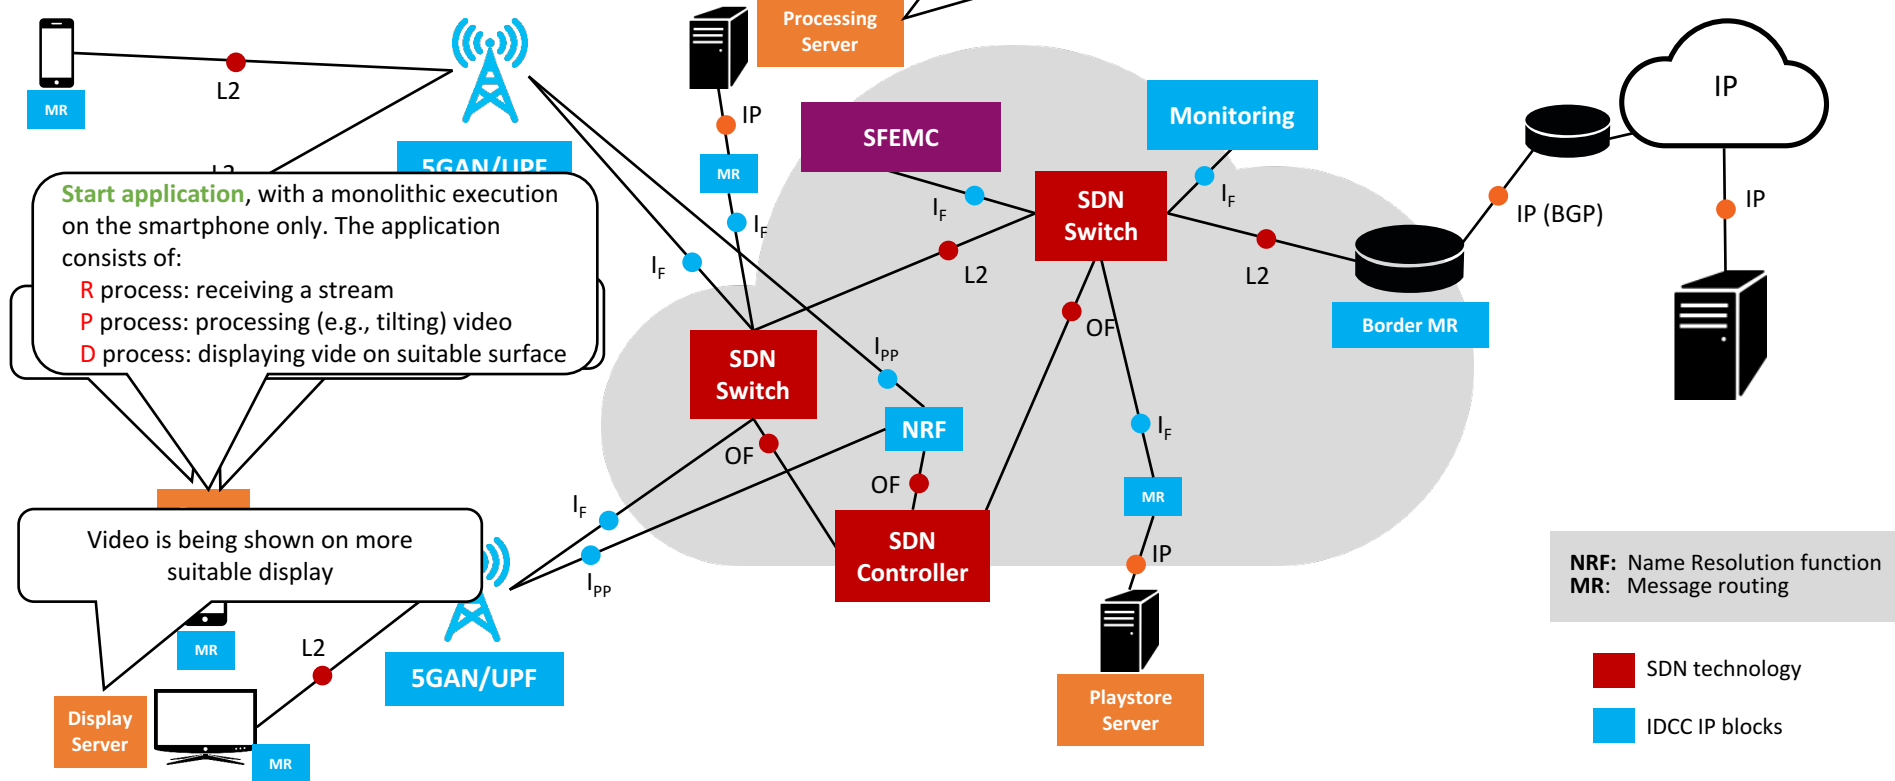 Processing
Server
MR
L2
IP
SFEMC
Monitoring
IP
5GAN/UPF
MR
IF
IF
SDN
Switch
IF
IP (BGP)
IP
Start application, with a monolithic execution
on the smartphone only. The application
consists of:
R process: receiving a stream
P process: processing (e.g., tilting) video
D process: displaying vide on suitable surface
IF
L2
L2
OF
Border MR
SDN
Switch
IPP
NRF
OF
IF
OF
MR
IF
Video is being shown on more
suitable display
SDN
Controller
IP
IPP
NRF: Name Resolution function
MR: Message routing
MR
L2
5GAN/UPF
SDN technology
Playstore
Server
Display
Server
MR
IDCC IP blocks